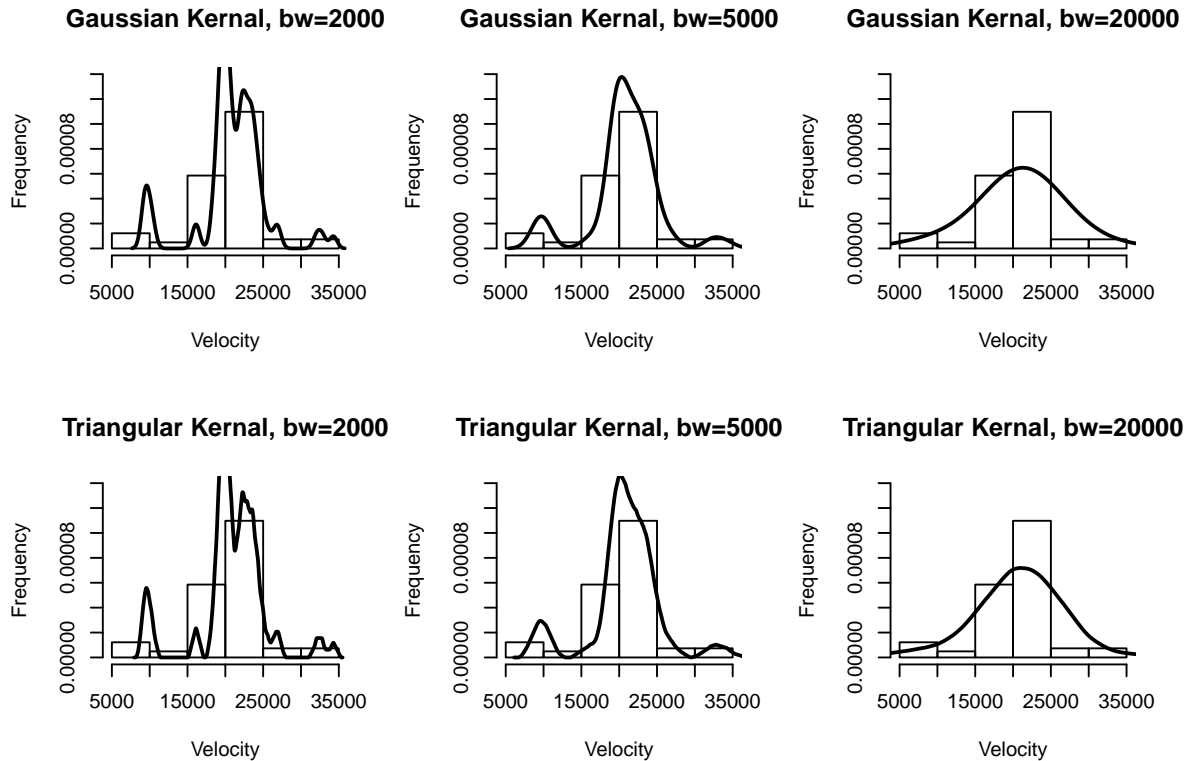 Gaussian Kernal, bw=2000
Frequency
0.00000 0.00008
5000 15000 25000 35000
Velocity
Gaussian Kernal, bw=5000
Frequency
0.00000 0.00008
5000 15000 25000 35000
Velocity
Gaussian Kernal, bw=20000
Frequency
0.00000 0.00008
5000 15000 25000 35000
Velocity
Triangular Kernal, bw=2000
Frequency
0.00000 0.00008
5000 15000 25000 35000
Velocity
Triangular Kernal, bw=5000
Frequency
0.00000 0.00008
5000 15000 25000 35000
Velocity
Triangular Kernal, bw=20000
Frequency
0.00000 0.00008
5000 15000 25000 35000
Velocity